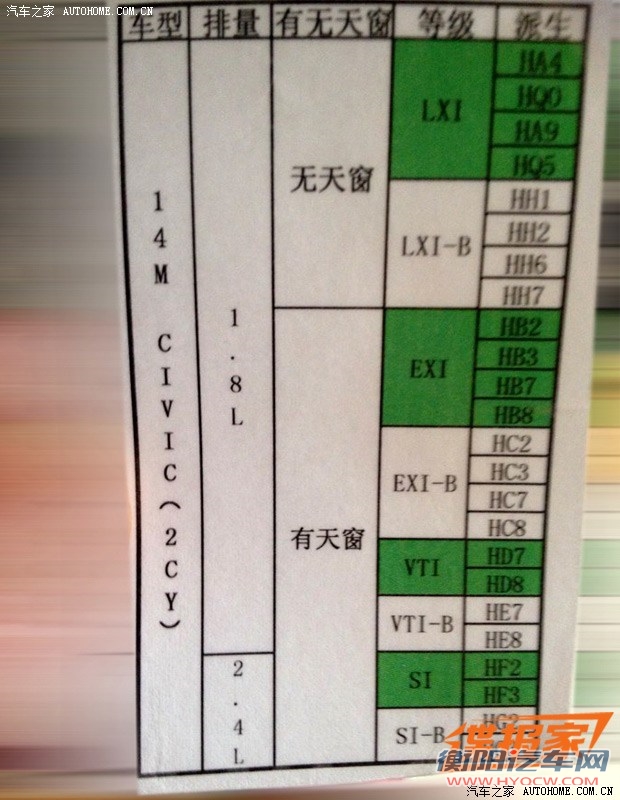 汽车之家 AUTOHOME.COM.CN
车型 排量 有无天窗 等级 派生
14M CIVIC(2CY)
1.8L
无天窗
LXI
HA4
HQ0
HA9
HQ5
LXI-B
HH1
HH2
HH6
HH7
有天窗
EXI
HB2
HB3
HB7
HB8
EXI-B
HC2
HC3
HC7
HC8
VTI
HD7
HD8
VTI-B
HE7
HE8
2.4L
SI
HF2
HF3
SI-B
HG2
谍报家
衡阳汽车网
WWW.HYQCW.COM
汽车之家 AUTOHOME.COM.CN